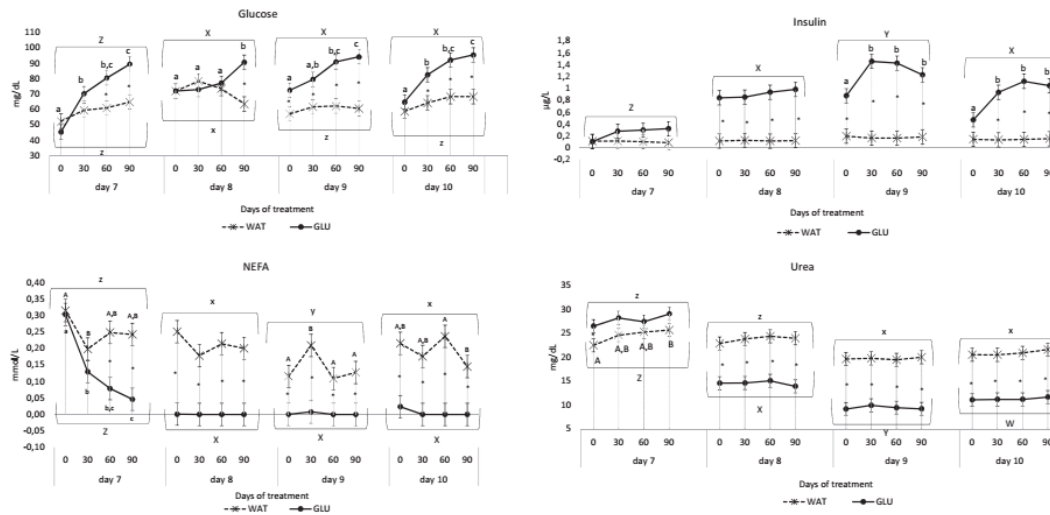 Glucose
mg/dL
110
100
90
80
70
60
50
40
30
Z
X
X
X
a
b
b
c
a
a
a
b
a
a,b
b,c
c
a
b
b,c
c
z
x
z
z
0 30 60 90 0 30 60 90 0 30 60 90 0 30 60 90
day 7 day 8 day 9 day 10
Days of treatment
WAT GLU
Insulin
µg/L
1,8
1,6
1,4
1,2
1
0,8
0,6
0,4
0,2
0
-0,2
Z
X
Y
X
a
b
b
b
a
b
b
b
0 30 60 90 0 30 60 90 0 30 60 90 0 30 60 90
day 7 day 8 day 9 day 10
Days of treatment
WAT GLU
NEFA
mmol/L
0,40
0,35
0,30
0,25
0,20
0,15
0,10
0,05
0,00
-0,05
-0,10
z
x
y
x
A
B
A,B
A,B
a
b
b,c
c
A
B
A
A
A,B
A,B
A
B
Z
X
X
X
0 30 60 90 0 30 60 90 0 30 60 90 0 30 60 90
day 7 day 8 day 9 day 10
Days of treatment
WAT GLU
Urea
mg/dL
35
30
25
20
15
10
5
z
z
x
x
A
A,B
A,B
B
Z
X
Y
W
0 30 60 90 0 30 60 90 0 30 60 90 0 30 60 90
day 7 day 8 day 9 day 10
Days of treatment
WAT GLU